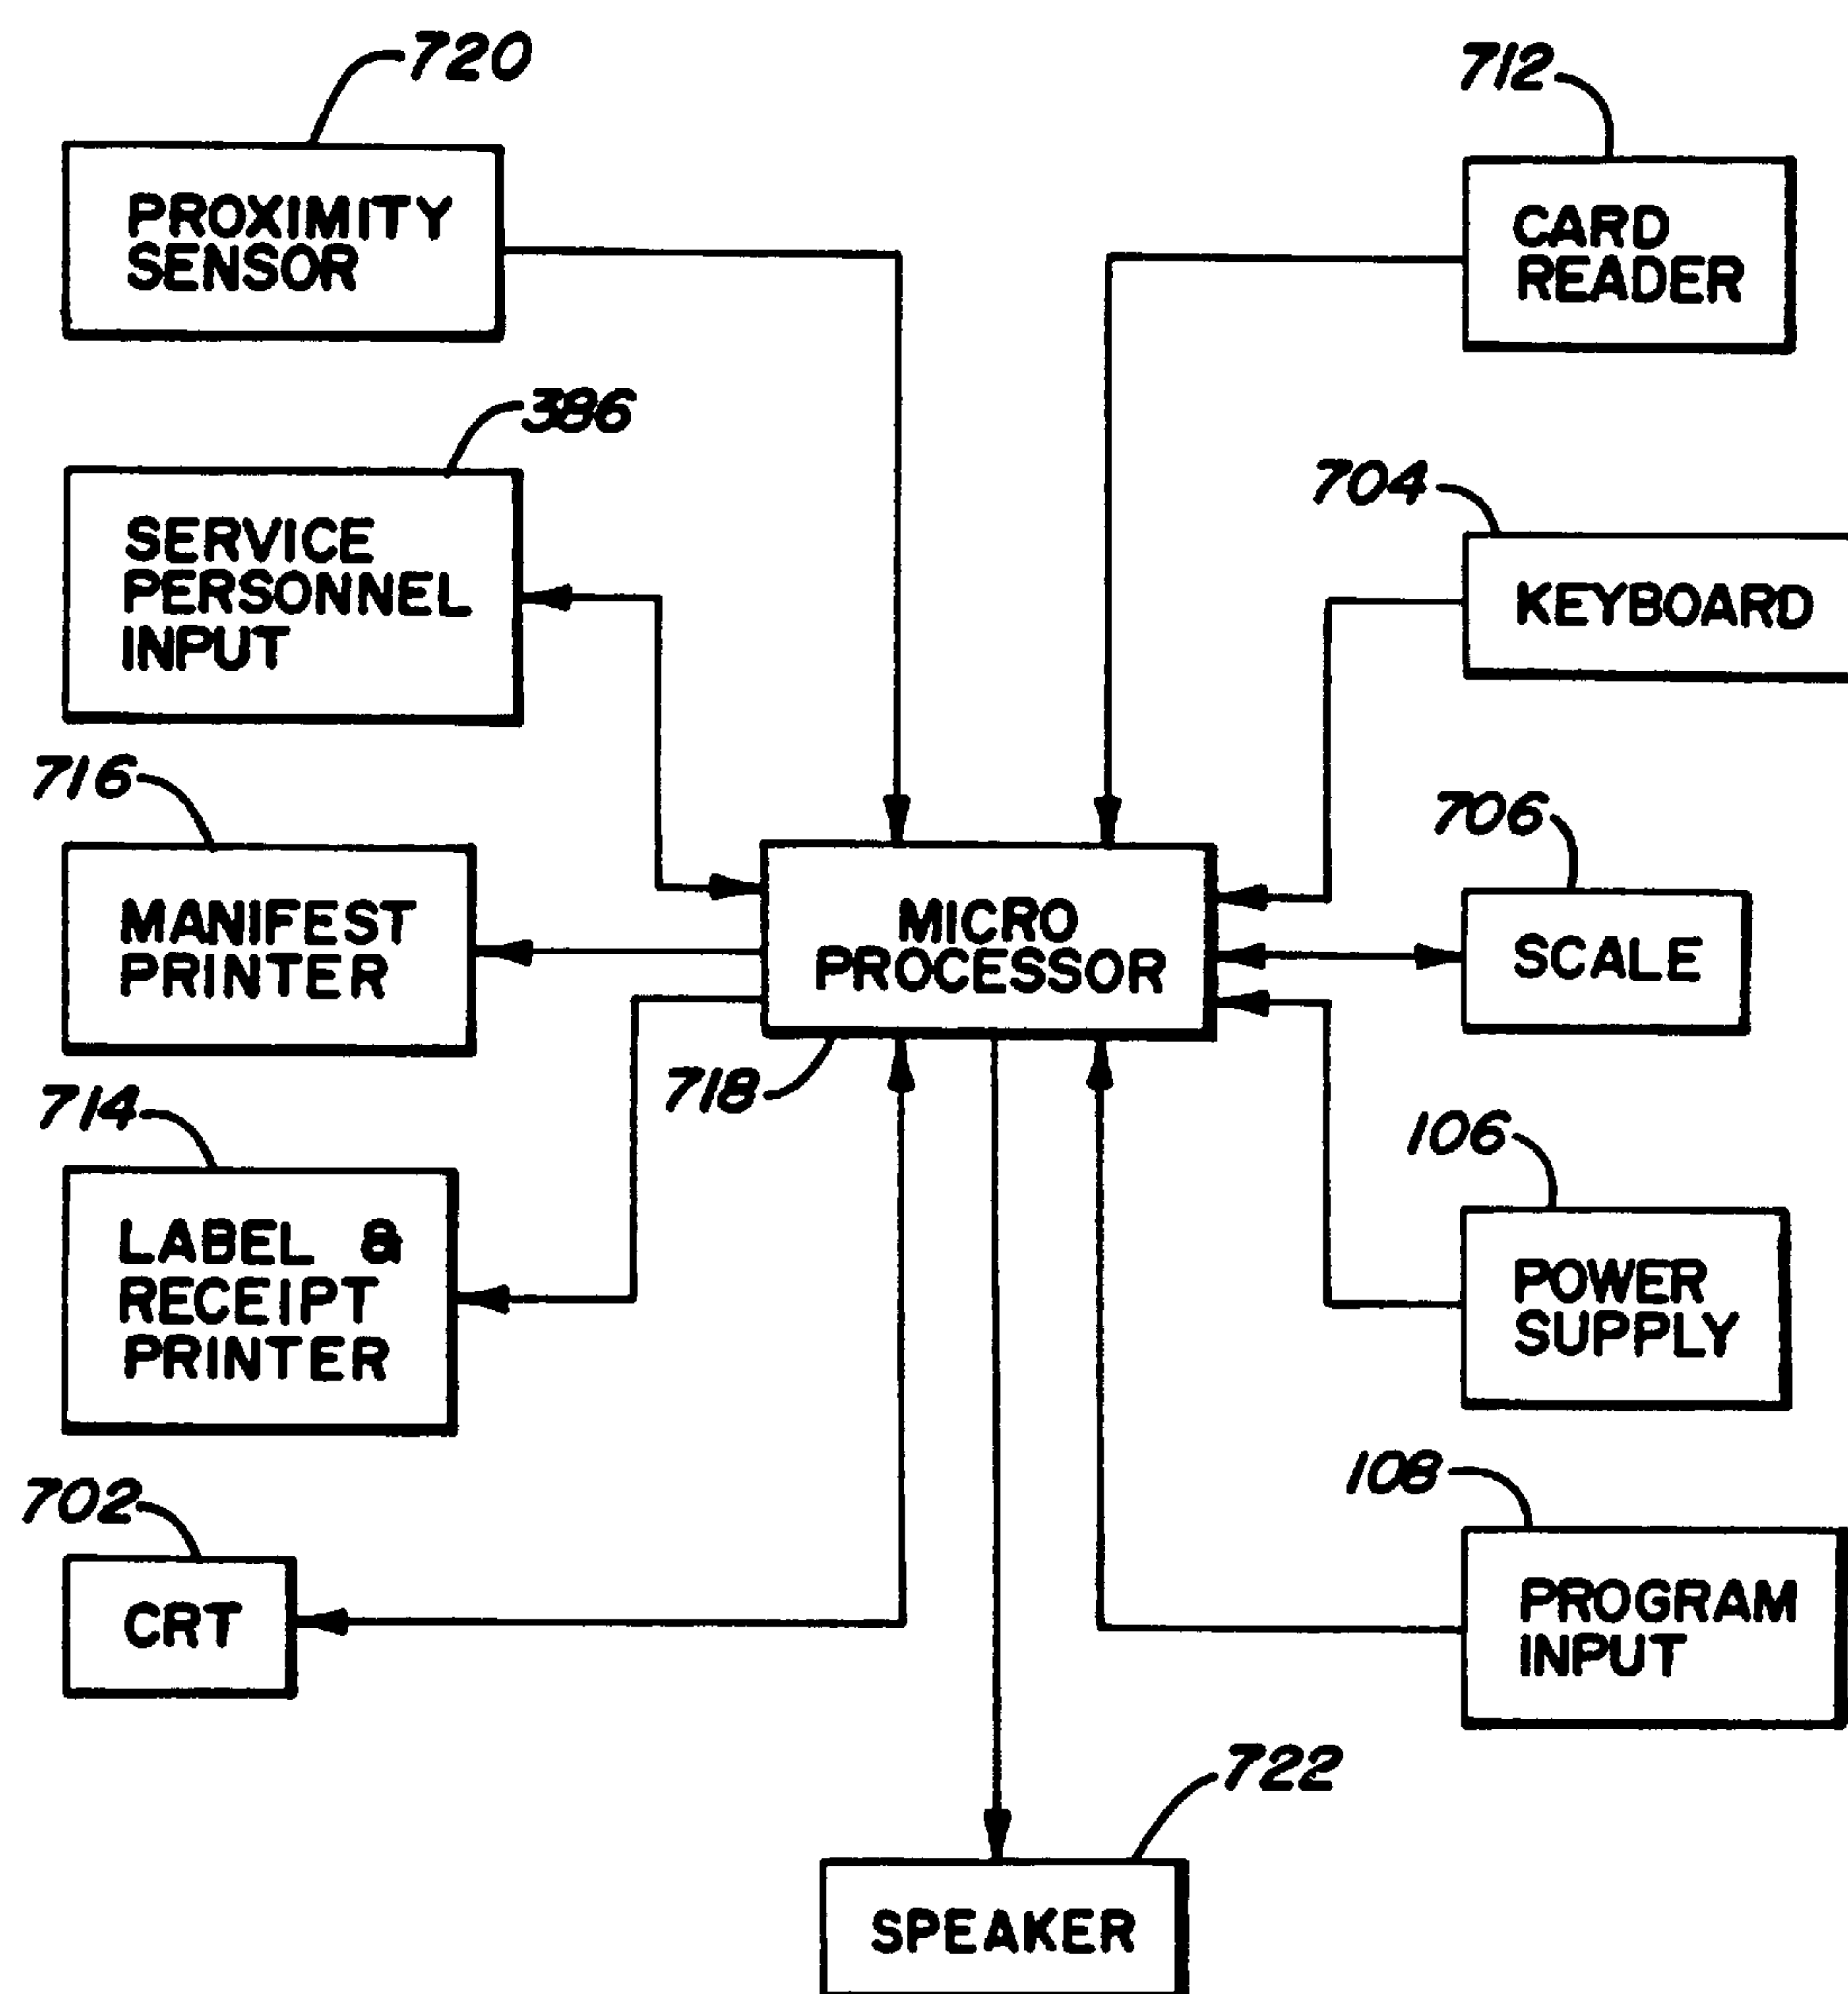 720
712
PROXIMITY
SENSOR
CARD
READER
386
SERVICE
PERSONNEL
INPUT
704
KEYBOARD
716
MANIFEST
PRINTER
MICRO
PROCESSOR
718
706
SCALE
714
LABEL &
RECEIPT
PRINTER
106
POWER
SUPPLY
702
CRT
108
PROGRAM
INPUT
722
SPEAKER